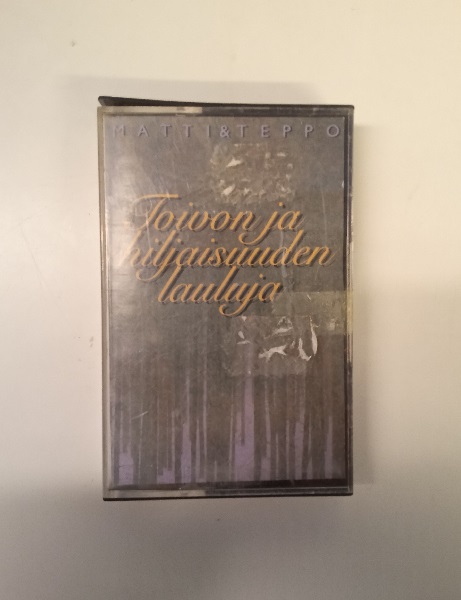 MATTI&TEPPO
Toivon ja
hiljaisuuden
lauluja